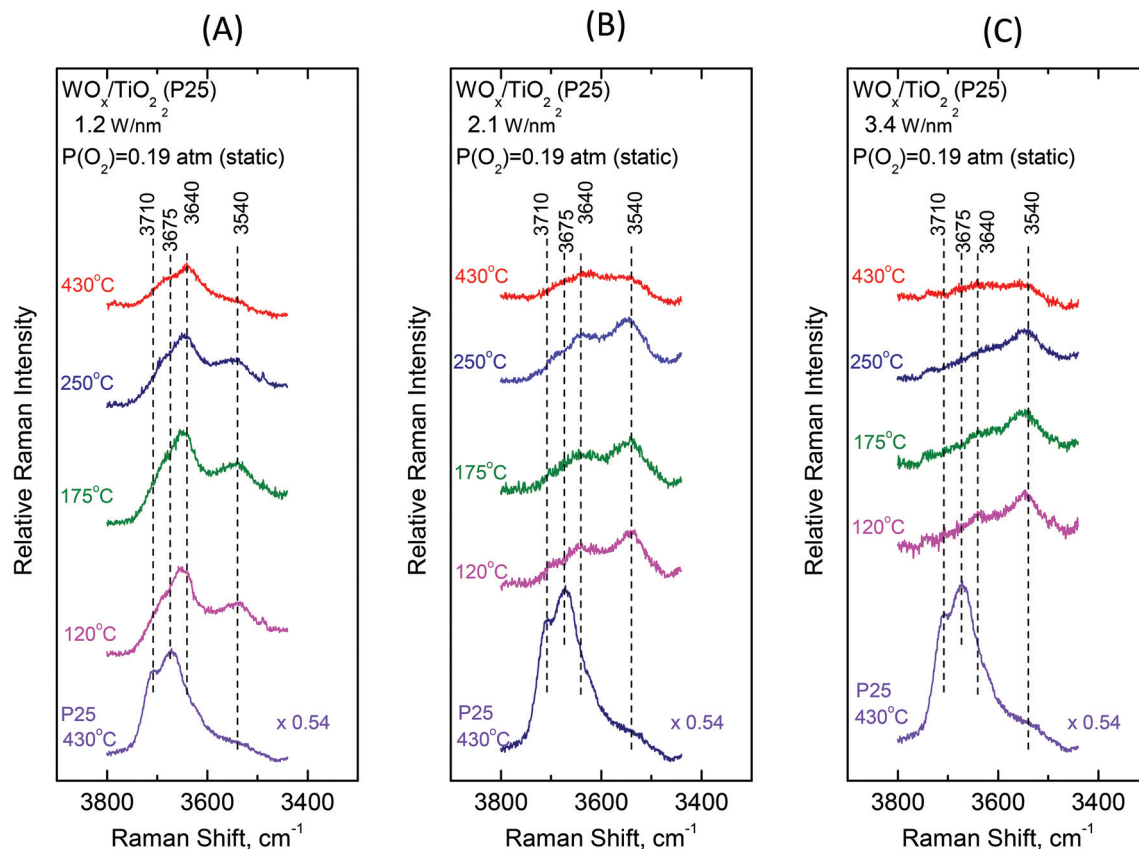 (A)
WOₓ/TiO₂ (P25)
1.2 W/nm²
P(O₂)=0.19 atm (static)
3710
3675
3640
3540
430°C
250°C
175°C
120°C
P25
430°C
x 0.54
Relative Raman Intensity
3800
3600
3400
Raman Shift, cm⁻¹
(B)
WOₓ/TiO₂ (P25)
2.1 W/nm²
P(O₂)=0.19 atm (static)
3710
3675
3640
3540
430°C
250°C
175°C
120°C
P25
430°C
x 0.54
Relative Raman Intensity
3800
3600
3400
Raman Shift, cm⁻¹
(C)
WOₓ/TiO₂ (P25)
3.4 W/nm²
P(O₂)=0.19 atm (static)
3710
3675
3640
3540
430°C
250°C
175°C
120°C
P25
430°C
x 0.54
Relative Raman Intensity
3800
3600
3400
Raman Shift, cm⁻¹